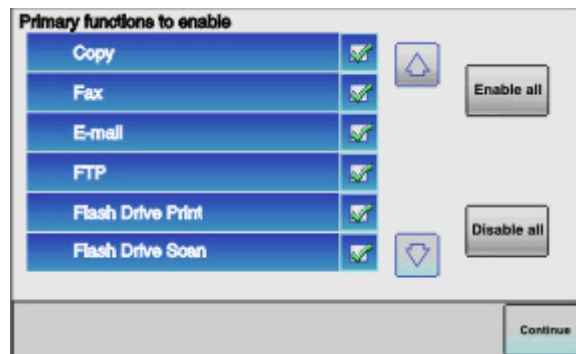 Primary functions to enable
Copy
Fax
E-mail
FTP
Flash Drive Print
Flash Drive Scan
Enable all
Disable all
Continue